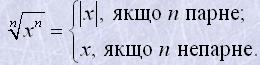 ⁿ√xⁿ = { |x|, якщо n парне;
x, якщо n непарне.